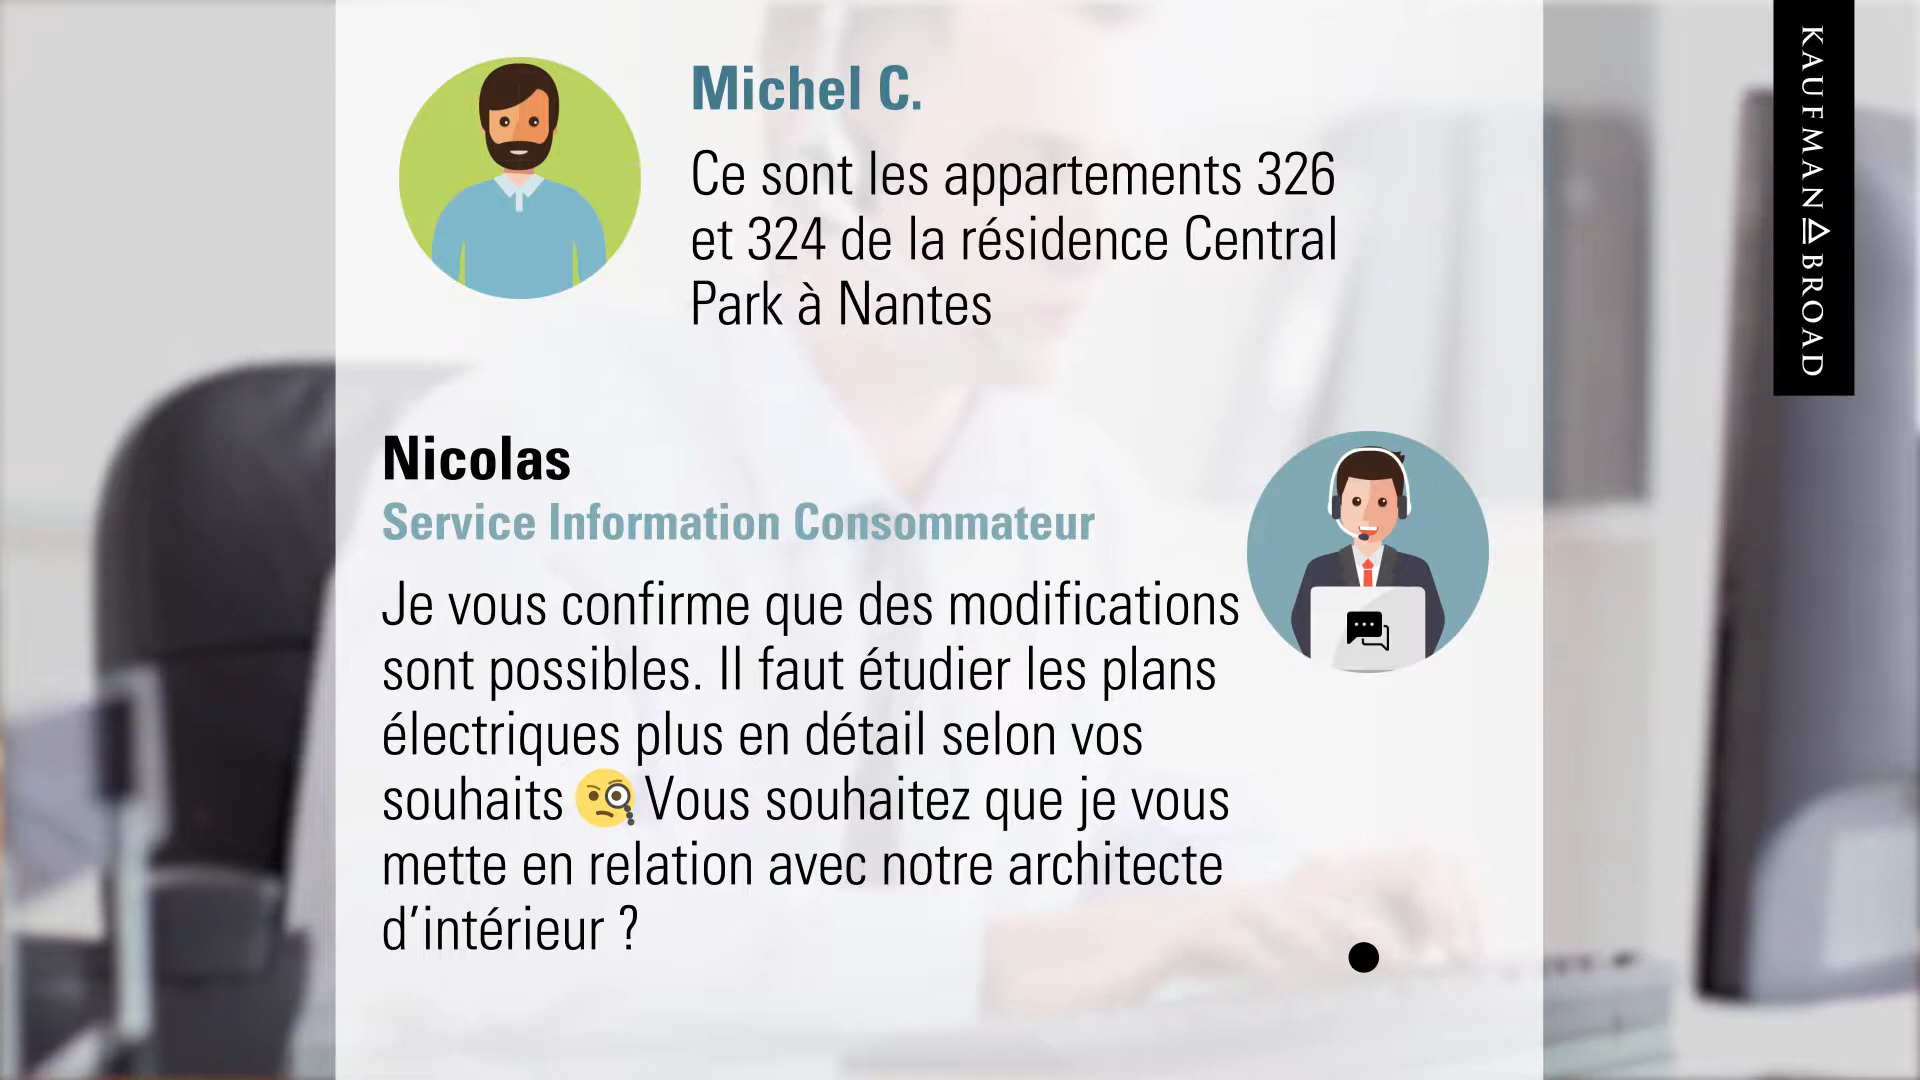 Michel C.
Ce sont les appartements 326
et 324 de la résidence Central
Park à Nantes
Nicolas
Service Information Consommateur
Je vous confirme que des modifications
sont possibles. Il faut étudier les plans
électriques plus en détail selon vos
souhaits 🧐 Vous souhaitez que je vous
mette en relation avec notre architecte
d’intérieur ?
KAUFMAN BROAD